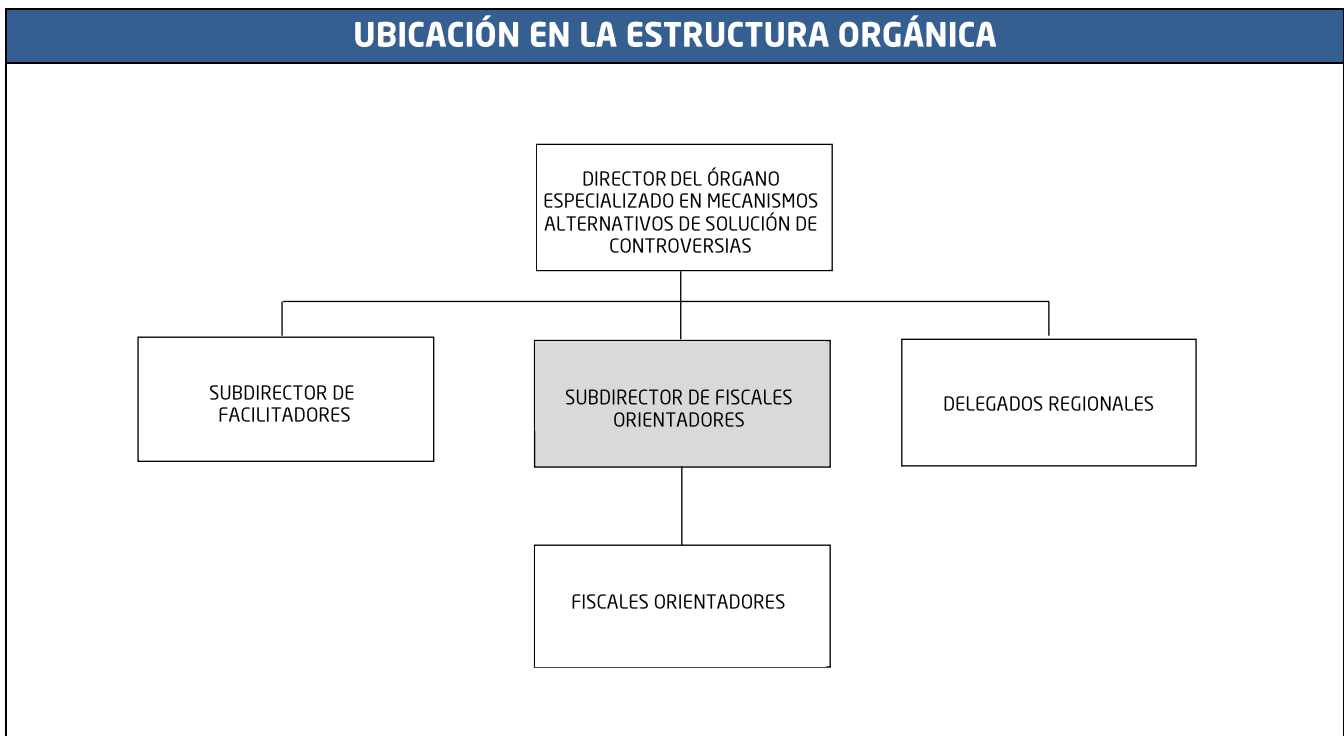 UBICACIÓN EN LA ESTRUCTURA ORGÁNICA
DIRECTOR DEL ÓRGANO
ESPECIALIZADO EN MECANISMOS
ALTERNATIVOS DE SOLUCIÓN DE
CONTROVERSIAS
SUBDIRECTOR DE
FACILITADORES
SUBDIRECTOR DE FISCALES
ORIENTADORES
DELEGADOS REGIONALES
FISCALES ORIENTADORES